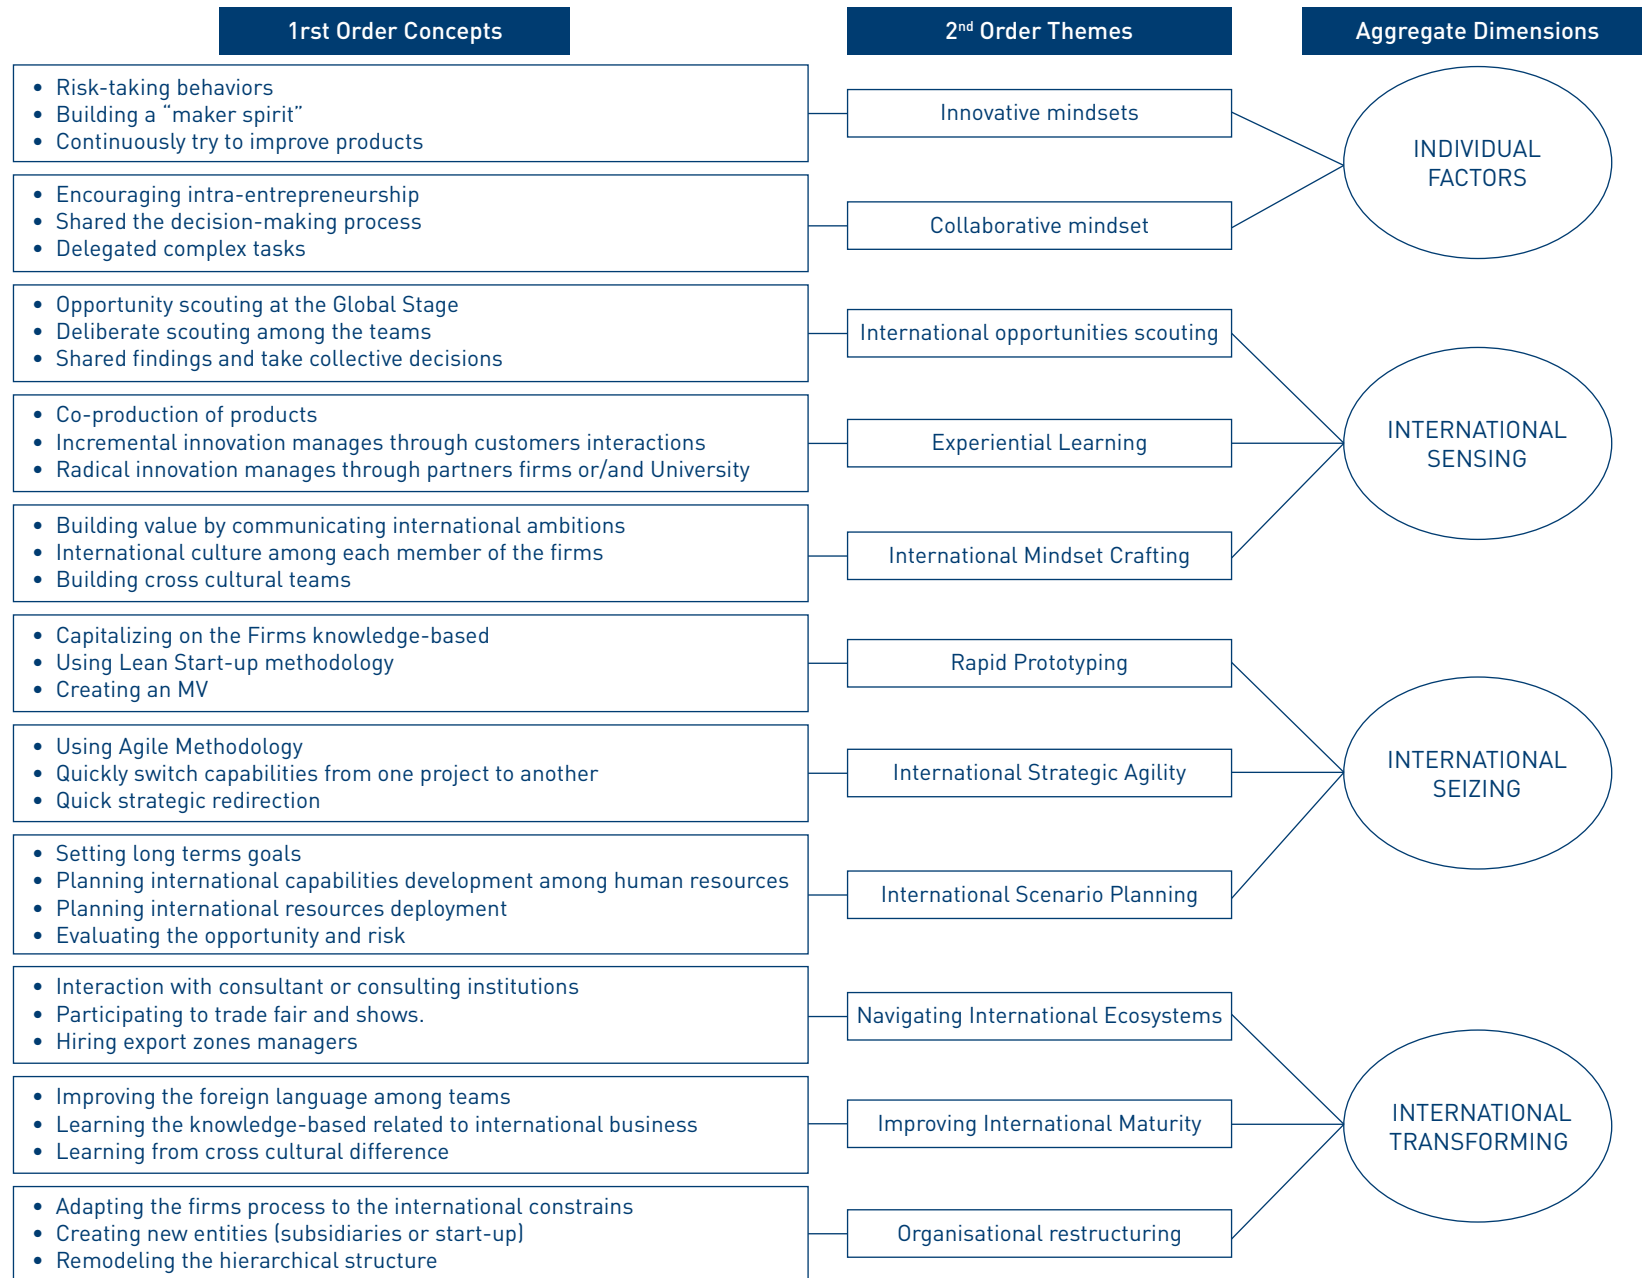 1rst Order Concepts
2nd Order Themes
Aggregate Dimensions
• Risk-taking behaviors
• Building a “maker spirit”
• Continuously try to improve products
Innovative mindsets
• Encouraging intra-entrepreneurship
• Shared the decision-making process
• Delegated complex tasks
Collaborative mindset
INDIVIDUAL
FACTORS
• Opportunity scouting at the Global Stage
• Deliberate scouting among the teams
• Shared findings and take collective decisions
International opportunities scouting
• Co-production of products
• Incremental innovation manages through customers interactions
• Radical innovation manages through partners firms or/and University
Experiential Learning
• Building value by communicating international ambitions
• International culture among each member of the firms
• Building cross cultural teams
International Mindset Crafting
INTERNATIONAL
SENSING
• Capitalizing on the Firms knowledge-based
• Using Lean Start-up methodology
• Creating an MV
Rapid Prototyping
• Using Agile Methodology
• Quickly switch capabilities from one project to another
• Quick strategic redirection
International Strategic Agility
• Setting long terms goals
• Planning international capabilities development among human resources
• Planning international resources deployment
• Evaluating the opportunity and risk
International Scenario Planning
INTERNATIONAL
SEIZING
• Interaction with consultant or consulting institutions
• Participating to trade fair and shows.
• Hiring export zones managers
Navigating International Ecosystems
• Improving the foreign language among teams
• Learning the knowledge-based related to international business
• Learning from cross cultural difference
Improving International Maturity
• Adapting the firms process to the international constrains
• Creating new entities (subsidiaries or start-up)
• Remodeling the hierarchical structure
Organisational restructuring
INTERNATIONAL
TRANSFORMING